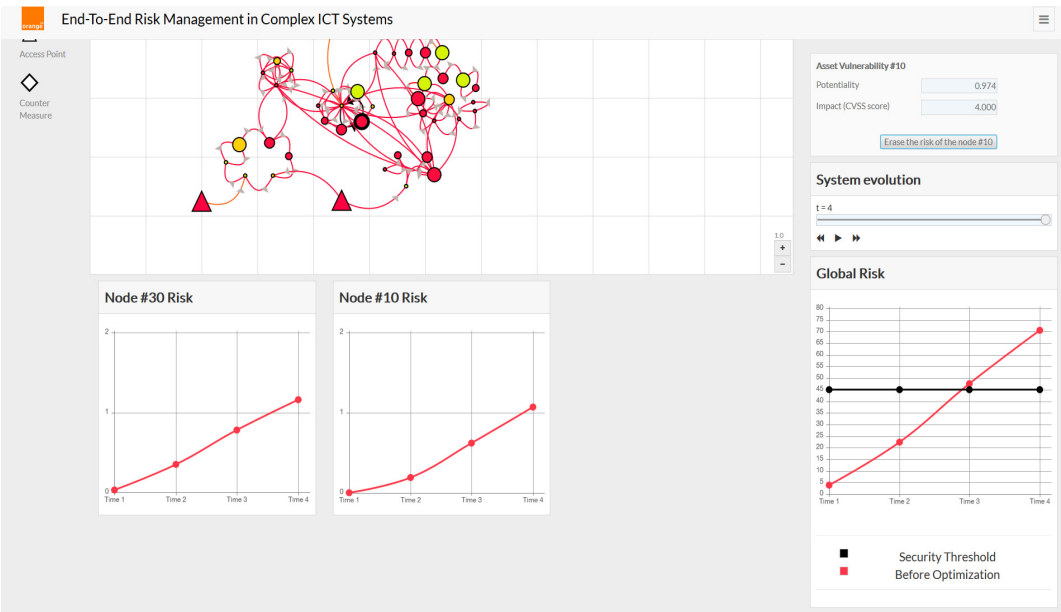 orange
End-To-End Risk Management in Complex ICT Systems
Access Point
Counter
Measure
1.0
+
−
Asset Vulnerability #10
Potentiality 0.974
Impact (CVSS score) 4,000
Erase the risk of the node #10
System evolution
t = 4
Node #30 Risk
2
1
0
Time 1 Time 2 Time 3 Time 4
Node #10 Risk
2
1
0
Time 1 Time 2 Time 3 Time 4
Global Risk
80
75
70
65
60
55
50
45
40
35
30
25
20
15
10
5
0
Time 1 Time 2 Time 3 Time 4
Security Threshold
Before Optimization